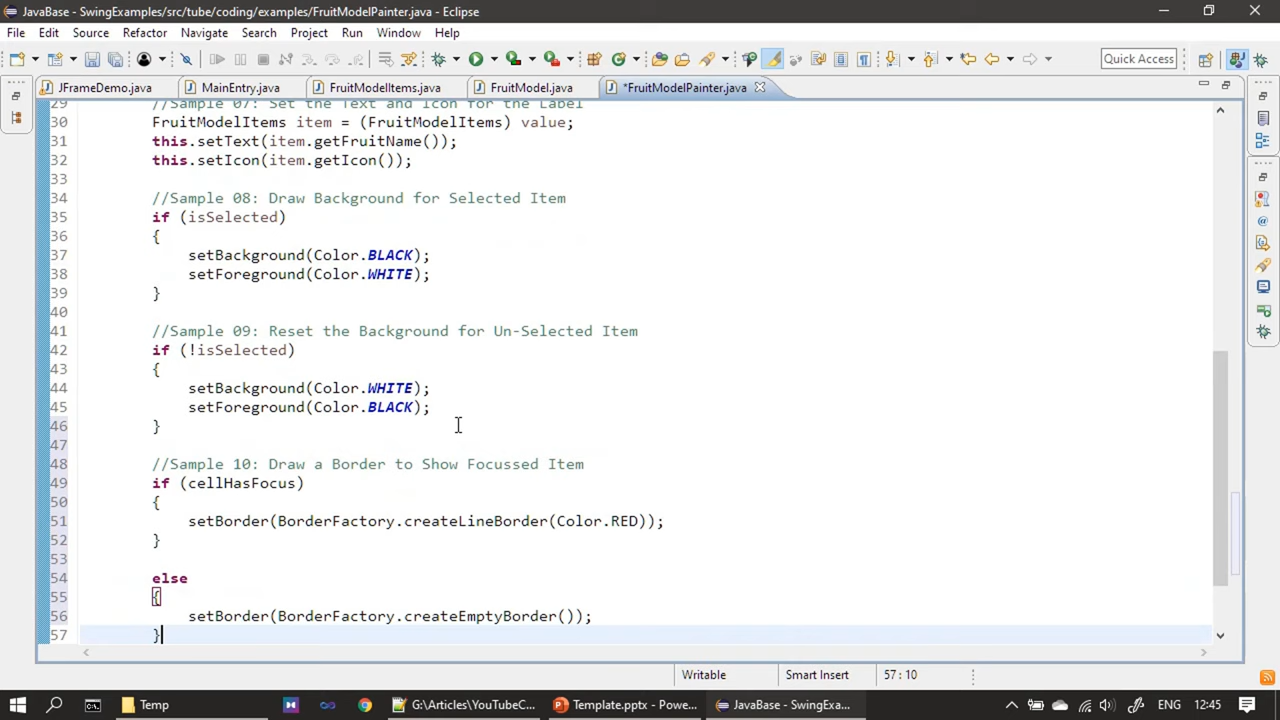 JavaBase - SwingExamples/src/tube/coding/examples/FruitModelPainter.java - Eclipse
File Edit Source Refactor Navigate Search Project Run Window Help
Quick Access
JFrameDemo.java MainEntry.java FruitModelItems.java FruitModel.java *FruitModelPainter.java
29 //Sample 07: Set the Text and Icon for the Label
30 FruitModelItems item = (FruitModelItems) value;
31 this.setText(item.getFruitName());
32 this.setIcon(item.getIcon());
33
34 //Sample 08: Draw Background for Selected Item
35 if (isSelected)
36 {
37 setBackground(Color.BLACK);
38 setForeground(Color.WHITE);
39 }
40
41 //Sample 09: Reset the Background for Un-Selected Item
42 if (!isSelected)
43 {
44 setBackground(Color.WHITE);
45 setForeground(Color.BLACK);
46 }
47
48 //Sample 10: Draw a Border to Show Focussed Item
49 if (cellHasFocus)
50 {
51 setBorder(BorderFactory.createLineBorder(Color.RED));
52 }
53
54 else
55 {
56 setBorder(BorderFactory.createEmptyBorder());
57 }
Writable Smart Insert 57 : 10
Temp G:\Articles\YouTubeC... Template.pptx - Powe... JavaBase - SwingExa... ENG 12:45